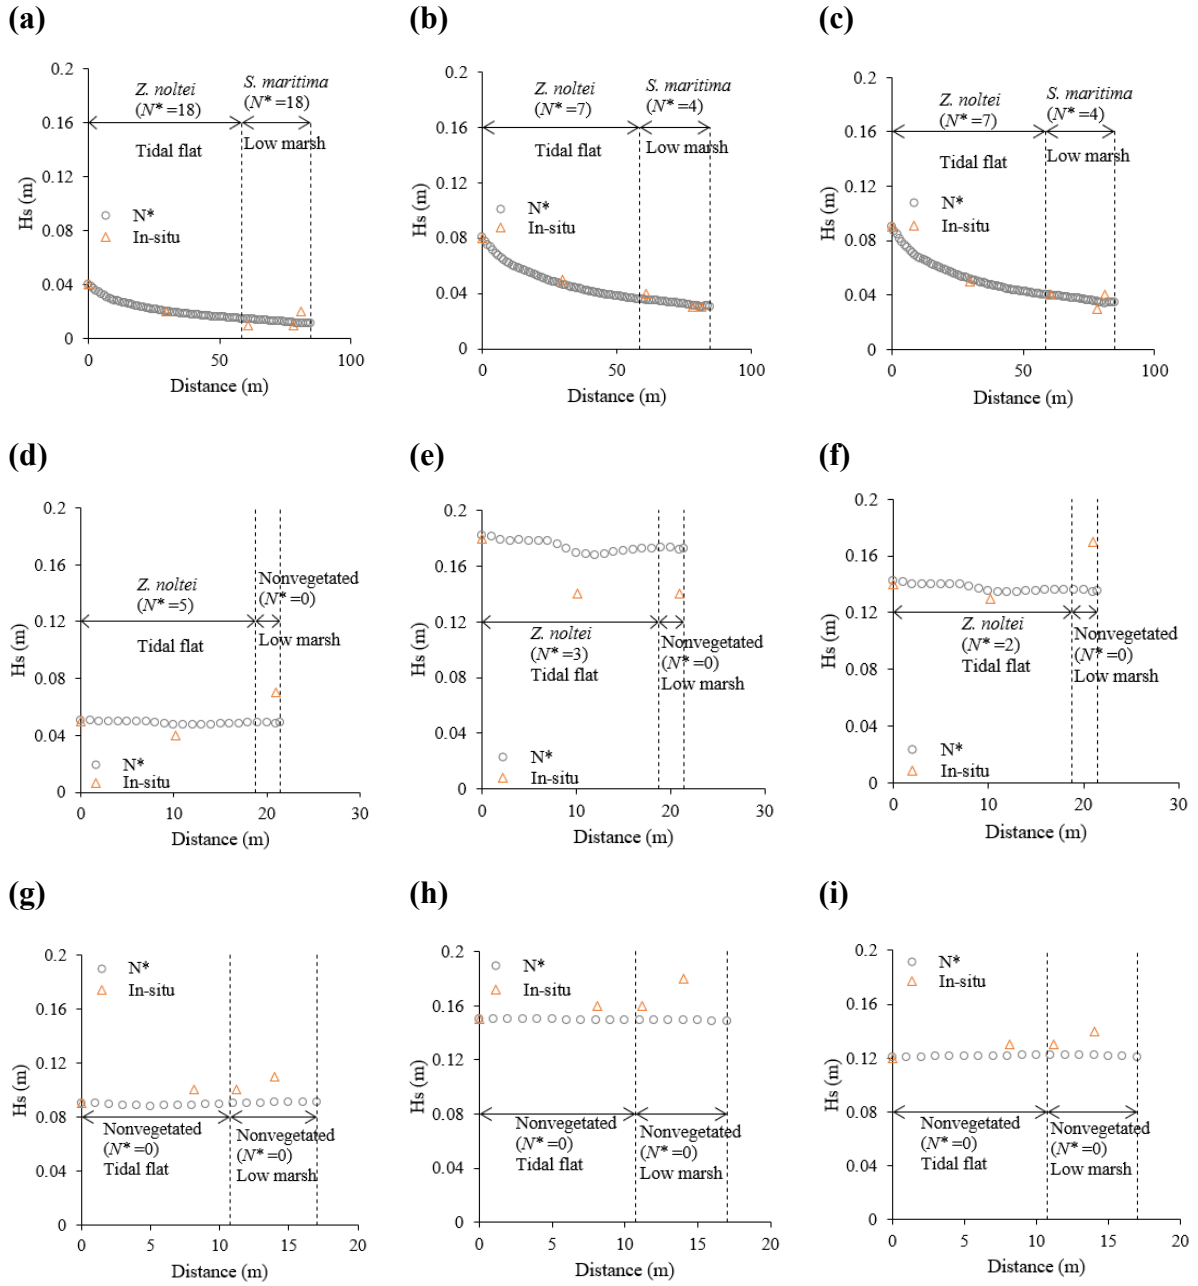 (a)
0.2
0.16
0.12
0.08
0.04
0
Hs (m)
Z. noltei
(N* =18)
S. maritima
(N* =18)
Tidal flat
Low marsh
N*
In-situ
0
50
100
Distance (m)
(b)
0.2
0.16
0.12
0.08
0.04
0
Hs (m)
Z. noltei
(N* =7)
S. maritima
(N* =4)
Tidal flat
Low marsh
N*
In-situ
0
50
100
Distance (m)
(c)
0.2
0.16
0.12
0.08
0.04
0
Hs (m)
Z. noltei
(N* =7)
S. maritima
(N* =4)
Tidal flat
Low marsh
N*
In-situ
0
50
100
Distance (m)
(d)
0.2
0.16
0.12
0.08
0.04
0
Hs (m)
Z. noltei
(N* =5)
Nonvegetated
(N* =0)
Tidal flat
Low marsh
N*
In-situ
0
10
20
30
Distance (m)
(e)
0.2
0.16
0.12
0.08
0.04
0
Hs (m)
Z. noltei
(N* =3)
Tidal flat
Nonvegetated
(N* =0)
Low marsh
N*
In-situ
0
10
20
30
Distance (m)
(f)
0.2
0.16
0.12
0.08
0.04
0
Hs (m)
Z. noltei
(N* =2)
Tidal flat
Nonvegetated
(N* =0)
Low marsh
N*
In-situ
0
10
20
30
Distance (m)
(g)
0.2
0.16
0.12
0.08
0.04
0
Hs (m)
N*
In-situ
Nonvegetated
(N* =0)
Tidal flat
Nonvegetated
(N* =0)
Low marsh
0
5
10
15
20
Distance (m)
(h)
0.2
0.16
0.12
0.08
0.04
0
Hs (m)
N*
In-situ
Nonvegetated
(N* =0)
Tidal flat
Nonvegetated
(N* =0)
Low marsh
0
5
10
15
20
Distance (m)
(i)
0.2
0.16
0.12
0.08
0.04
0
Hs (m)
N*
In-situ
Nonvegetated
(N* =0)
Tidal flat
Nonvegetated
(N* =0)
Low marsh
0
5
10
15
20
Distance (m)